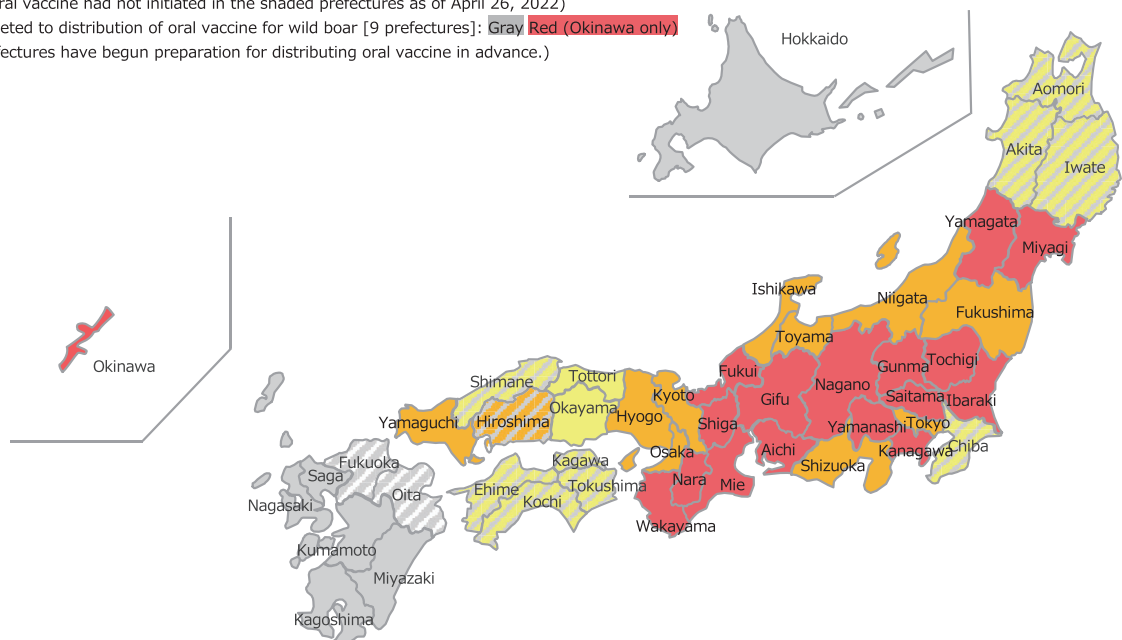 ral vaccine had not initiated in the shaded prefectures as of April 26, 2022)
eted to distribution of oral vaccine for wild boar [9 prefectures]: Gray Red (Okinawa only)
fectures have begun preparation for distributing oral vaccine in advance.)
Hokkaido
Aomori
Akita
Iwate
Yamagata
Miyagi
Ishikawa
Niigata
Fukushima
Toyama
Okinawa
Fukui
Gunma
Tochigi
Nagano
Shimane
Tottori
Kyoto
Gifu
Saitama
Ibaraki
Okayama
Hyogo
Yamaguchi
Hiroshima
Shiga
Yamanashi
Tokyo
Chiba
Osaka
Aichi
Kanagawa
Shizuoka
Fukuoka
Kagawa
Saga
Nara
Mie
Ehime
Tokushima
Oita
Kochi
Nagasaki
Wakayama
Kumamoto
Miyazaki
Kagoshima